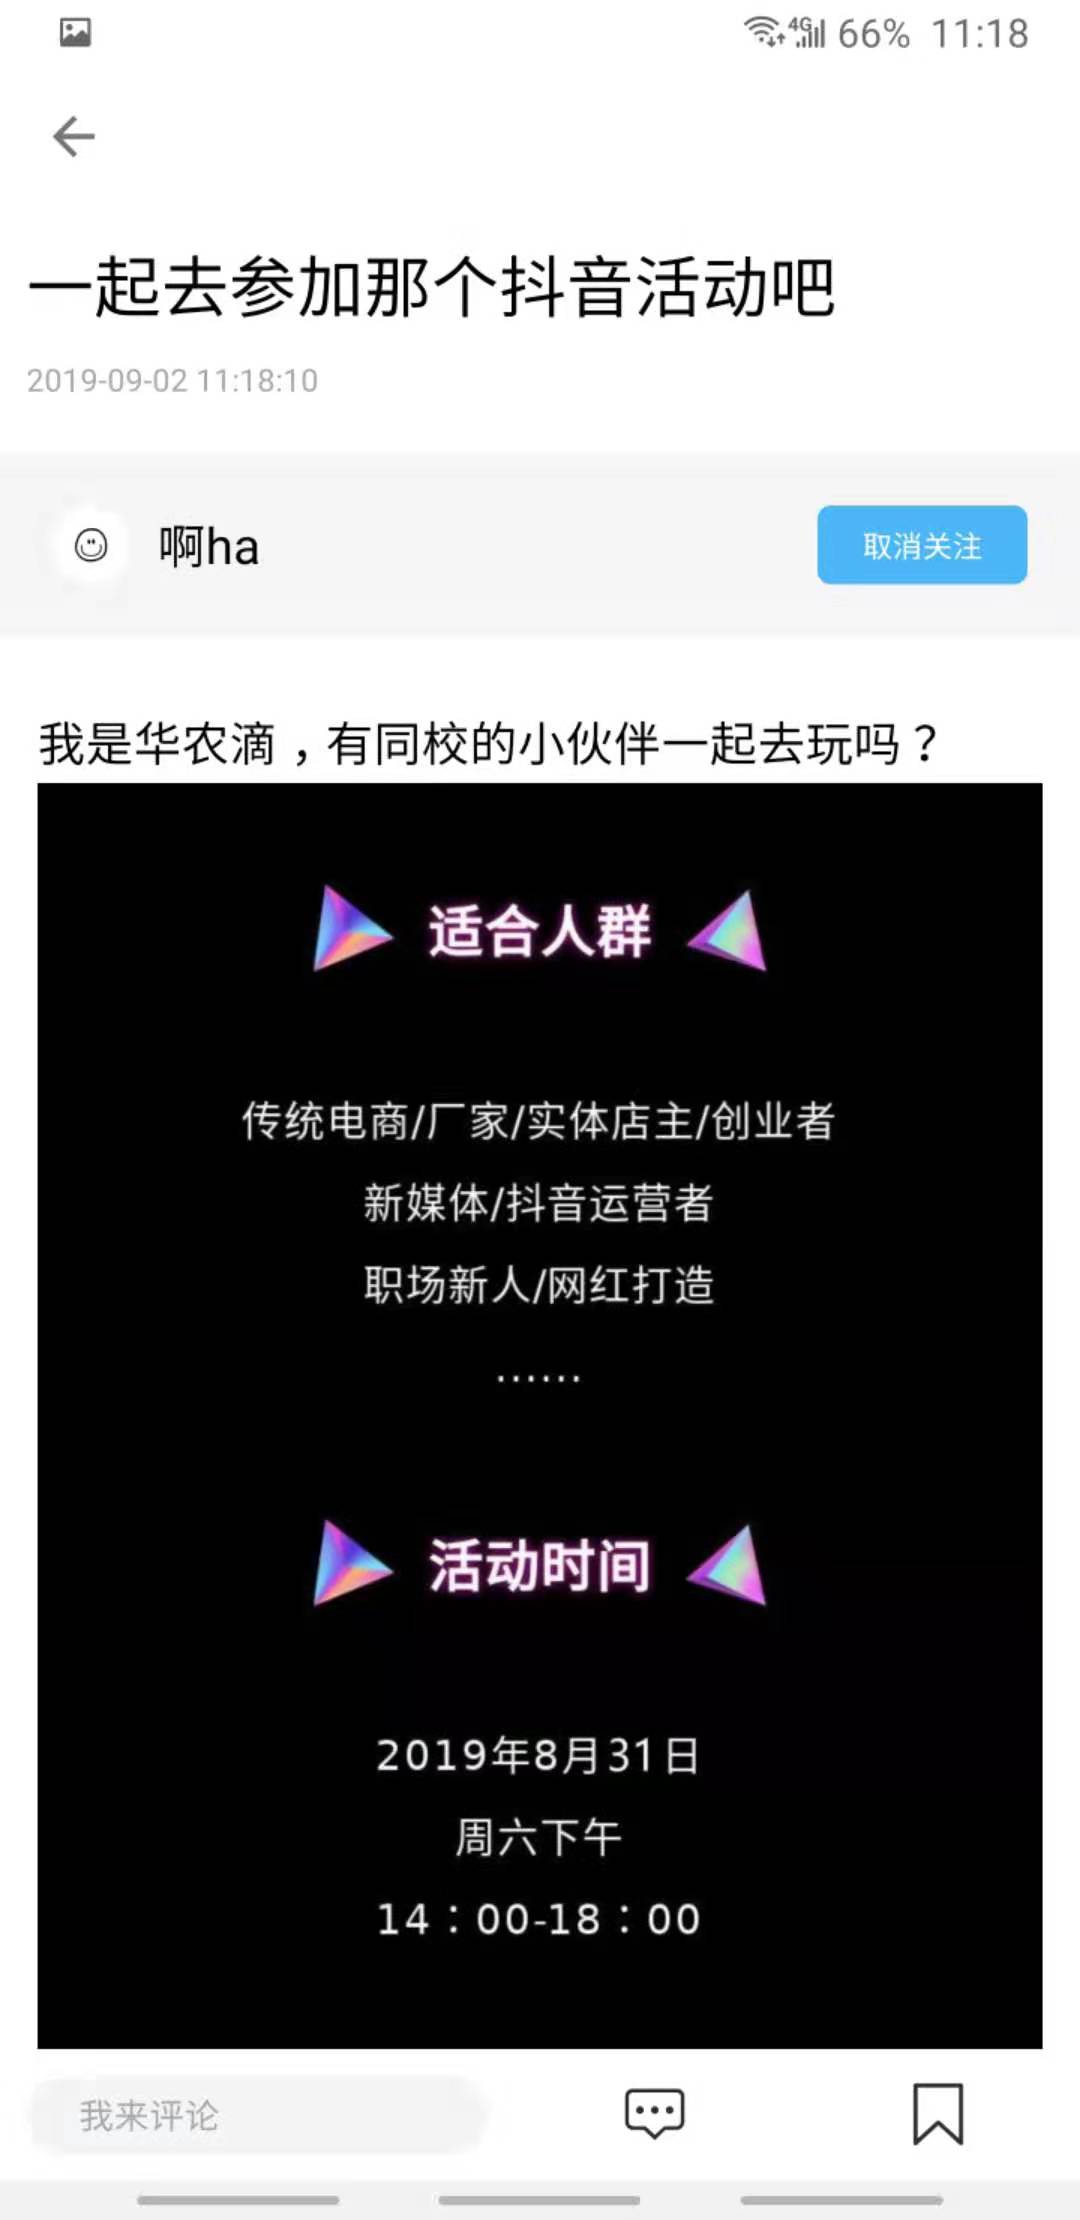 4G 66% 11:18
一起去参加那个抖音活动吧
2019-09-02 11:18:10
啊ha
取消关注
我是华农滴，有同校的小伙伴一起去玩吗？
适合人群
传统电商/厂家/实体店主/创业者
新媒体/抖音运营者
职场新人/网红打造
······
活动时间
2019年8月31日
周六下午
14：00-18：00
我来评论